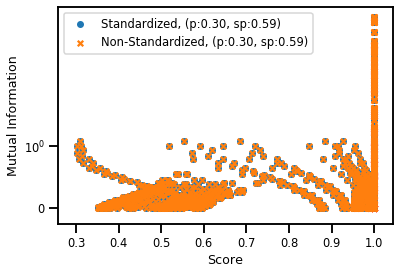 Standardized, (p:0.30, sp:0.59)
Non-Standardized, (p:0.30, sp:0.59)
Mutual Information
10⁰
0
0.3 0.4 0.5 0.6 0.7 0.8 0.9 1.0
Score